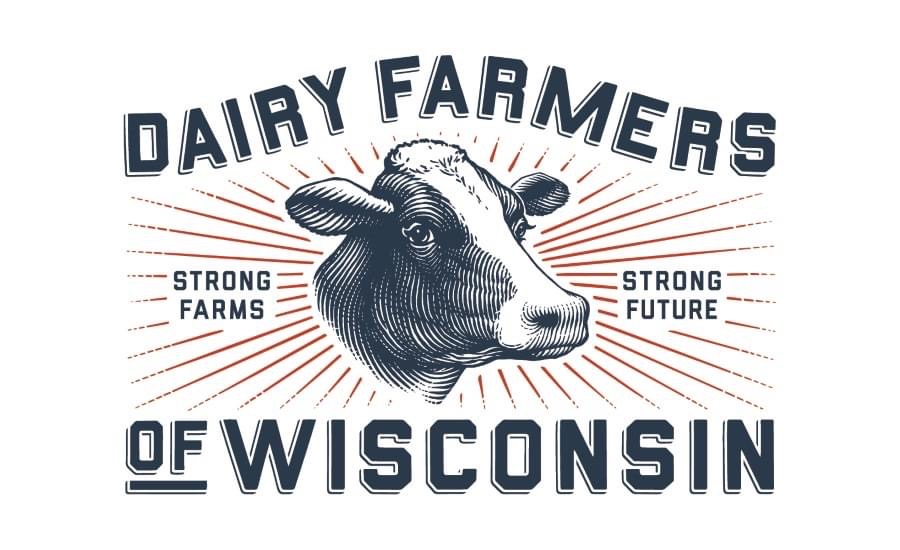 DAIRY FARMERS
STRONG
FARMS
STRONG
FUTURE
OF WISCONSIN